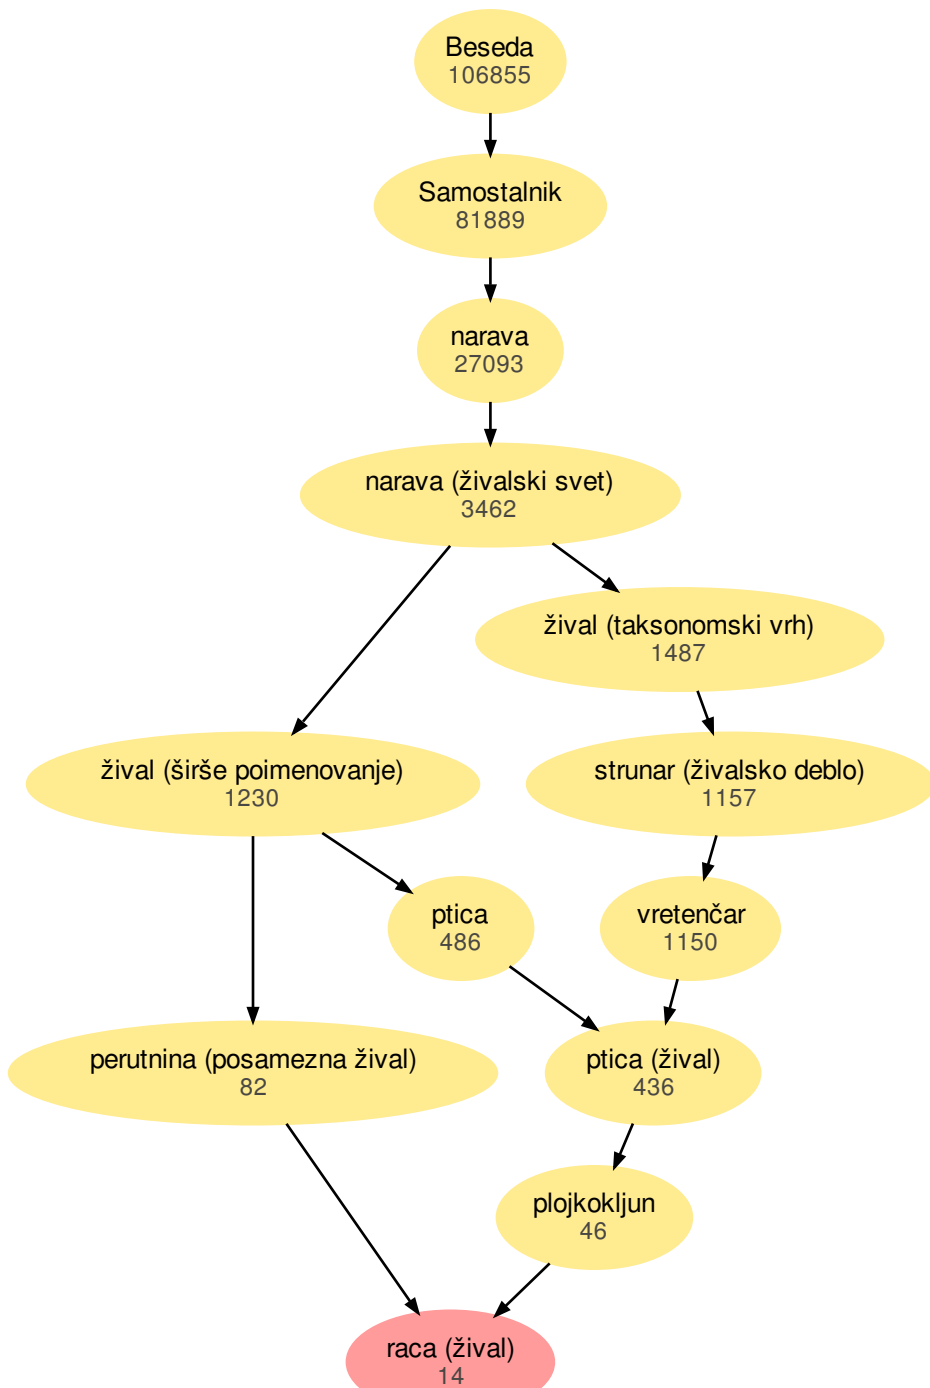 Beseda
106855
Samostalnik
81889
narava
27093
narava (živalski svet)
3462
žival (taksonomski vrh)
1487
žival (širše poimenovanje)
1230
strunar (živalsko deblo)
1157
ptica
486
vretenčar
1150
perutnina (posamezna žival)
82
ptica (žival)
436
plojkokljun
46
raca (žival)
14